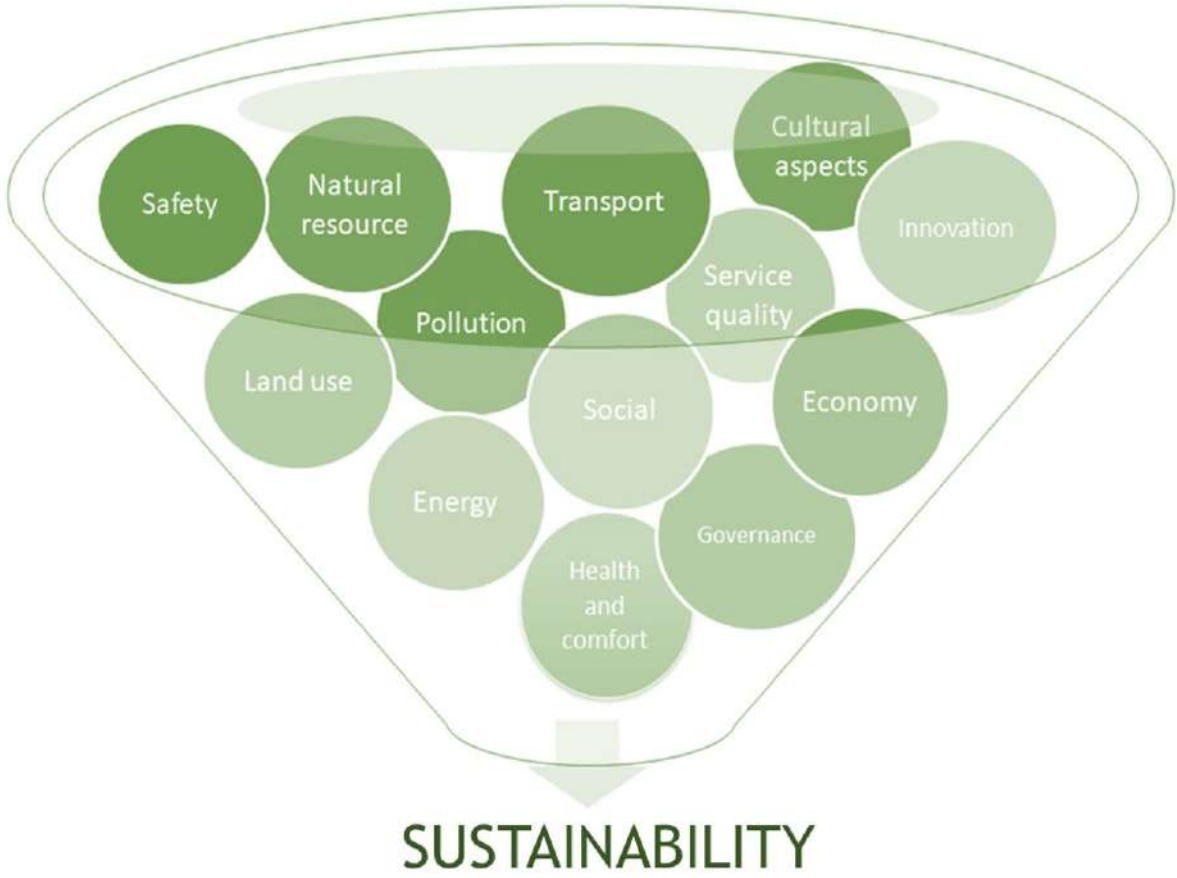 Cultural
aspects
Safety
Natural
resource
Transport
Innovation
Service
quality
Pollution
Land use
Social
Economy
Energy
Governance
Health
and
comfort
SUSTAINABILITY